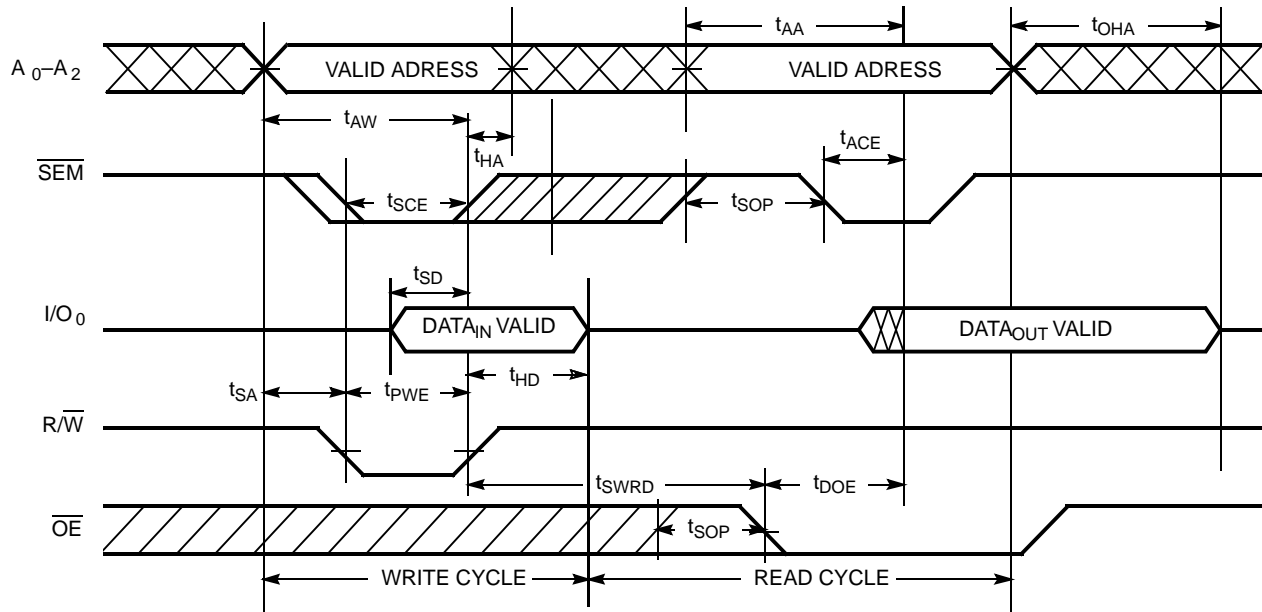 tAA
tOHA
A0–A2
VALID ADRESS
VALID ADRESS
tAW
tHA
tACE
SEM
tSCE
tSOP
tSD
I/O0
DATAIN VALID
DATAOUT VALID
tSA
tPWE
tHD
R/W
tSWRD
tDOE
OE
tSOP
WRITE CYCLE
READ CYCLE